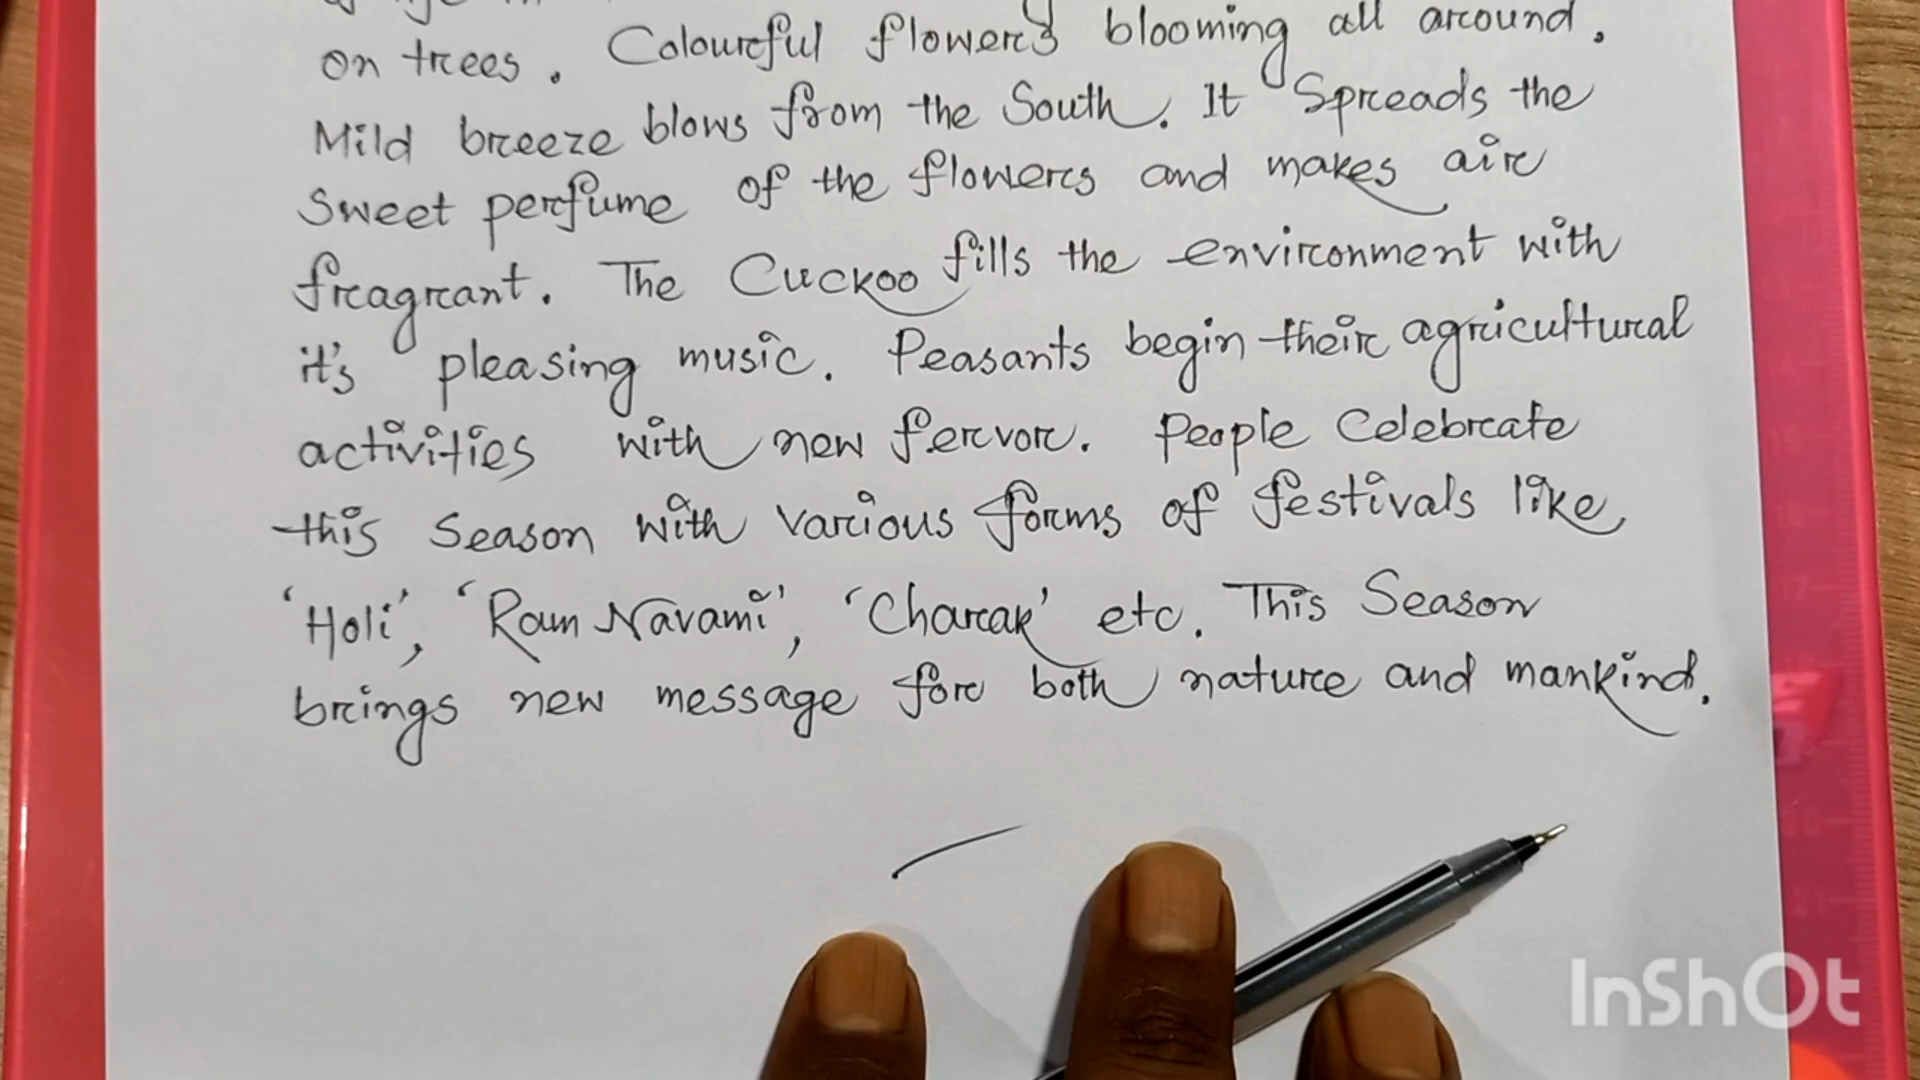 on trees. Colourful flowers blooming all around.
Mild breeze blows from the South. It Spreads the
Sweet perfume of the flowers and makes air
fragrant. The Cuckoo fills the environment with
it's pleasing music. Peasants begin their agricultural
activities with new fervor. People Celebrate
this Season with various forms of festivals like,
'Holi', 'Ram Navami', 'Charak' etc. This Season
brings new message for both nature and mankind.
InShOt